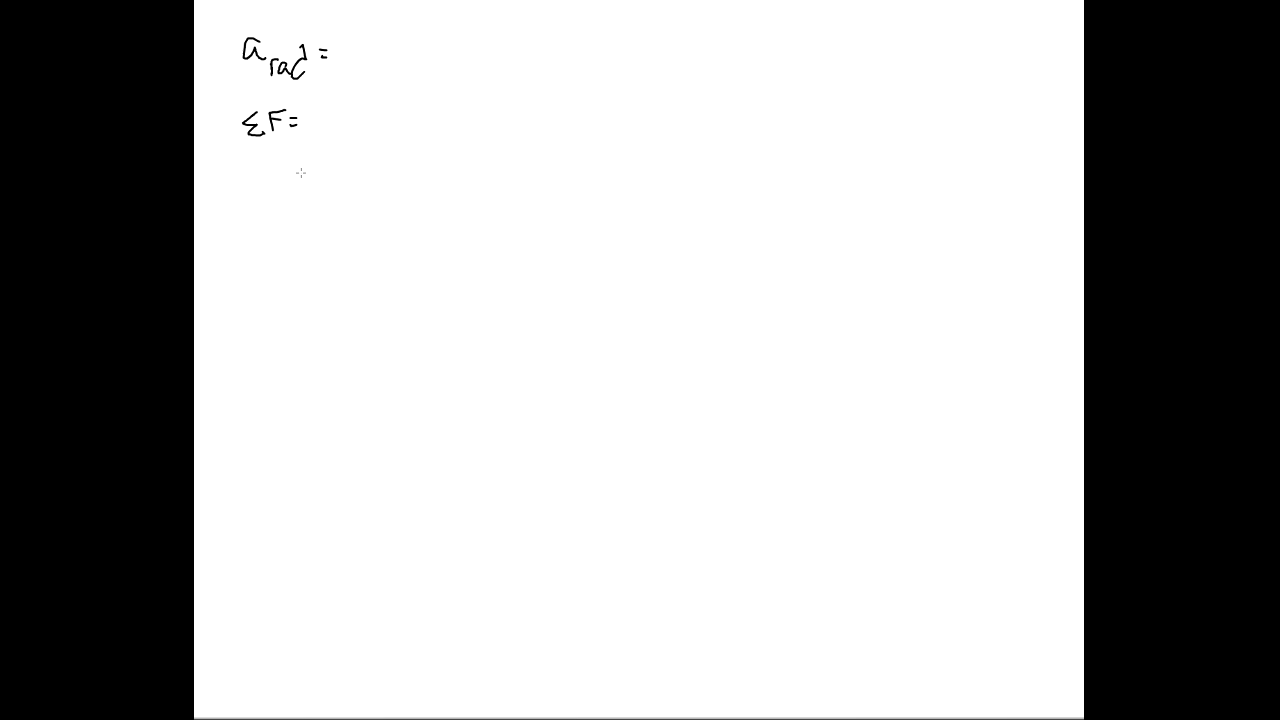 a_rad =
ΣF=